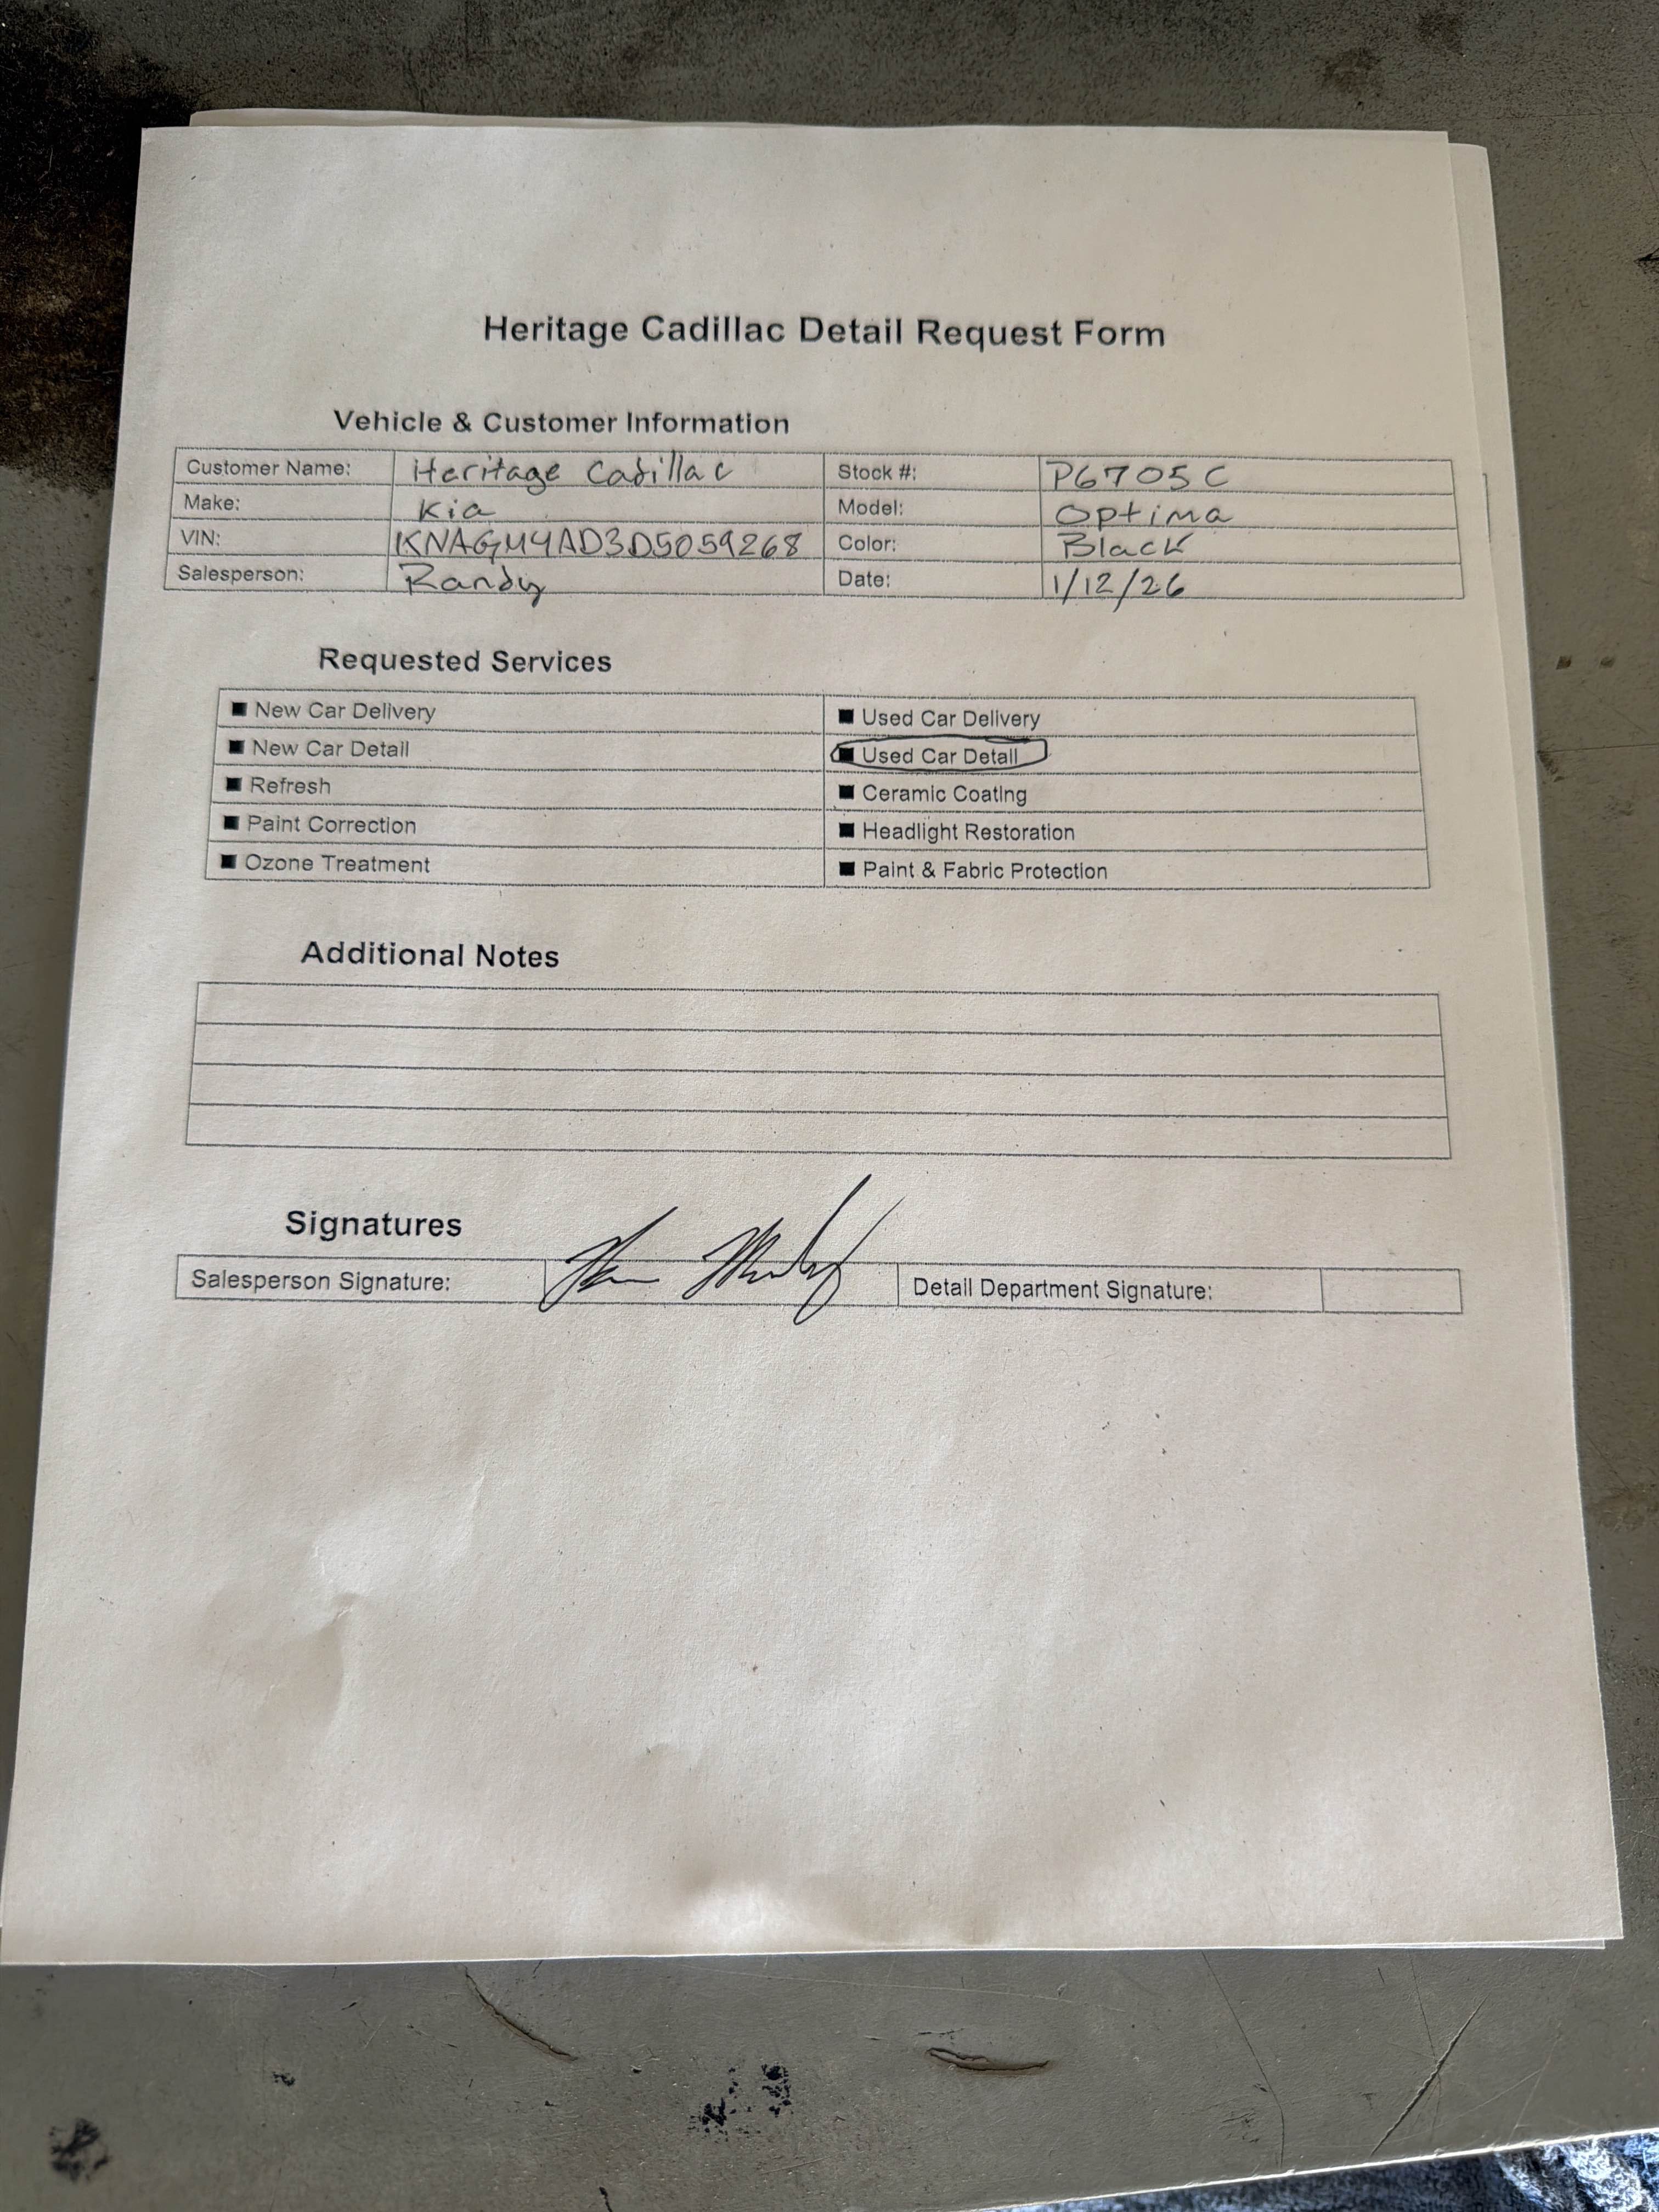 Heritage Cadillac Detail Request Form
Vehicle & Customer Information
Customer Name: Heritage Cadillac Stock #: P6705C
Make: Kia Model: Optima
VIN: KNAGM4AD3D5059268 Color: Black
Salesperson: Randy Date: 1/12/26
Requested Services
■ New Car Delivery ■ Used Car Delivery
■ New Car Detail ■ Used Car Detail
■ Refresh ■ Ceramic Coating
■ Paint Correction ■ Headlight Restoration
■ Ozone Treatment ■ Paint & Fabric Protection
Additional Notes
Signatures
Salesperson Signature: Detail Department Signature: